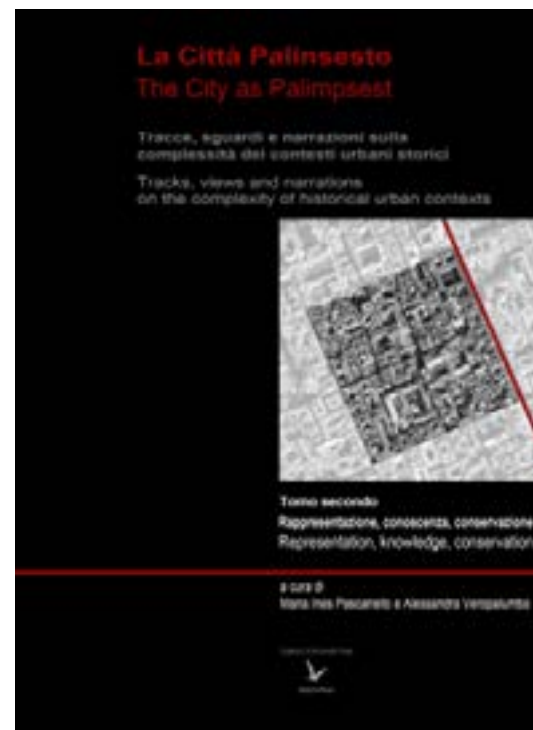 La Città Palinsesto
The City as Palimpsest
Tracce, sguardi e narrazioni sulla
complessità dei contesti urbani storici
Tracks, views and narrations
on the complexity of historical urban contexts
Tomo secondo
Rappresentazione, conoscenza, conservazione
Representation, knowledge, conservation
a cura di
Maria Ines Pascariello e Alessandra Veropalumbo